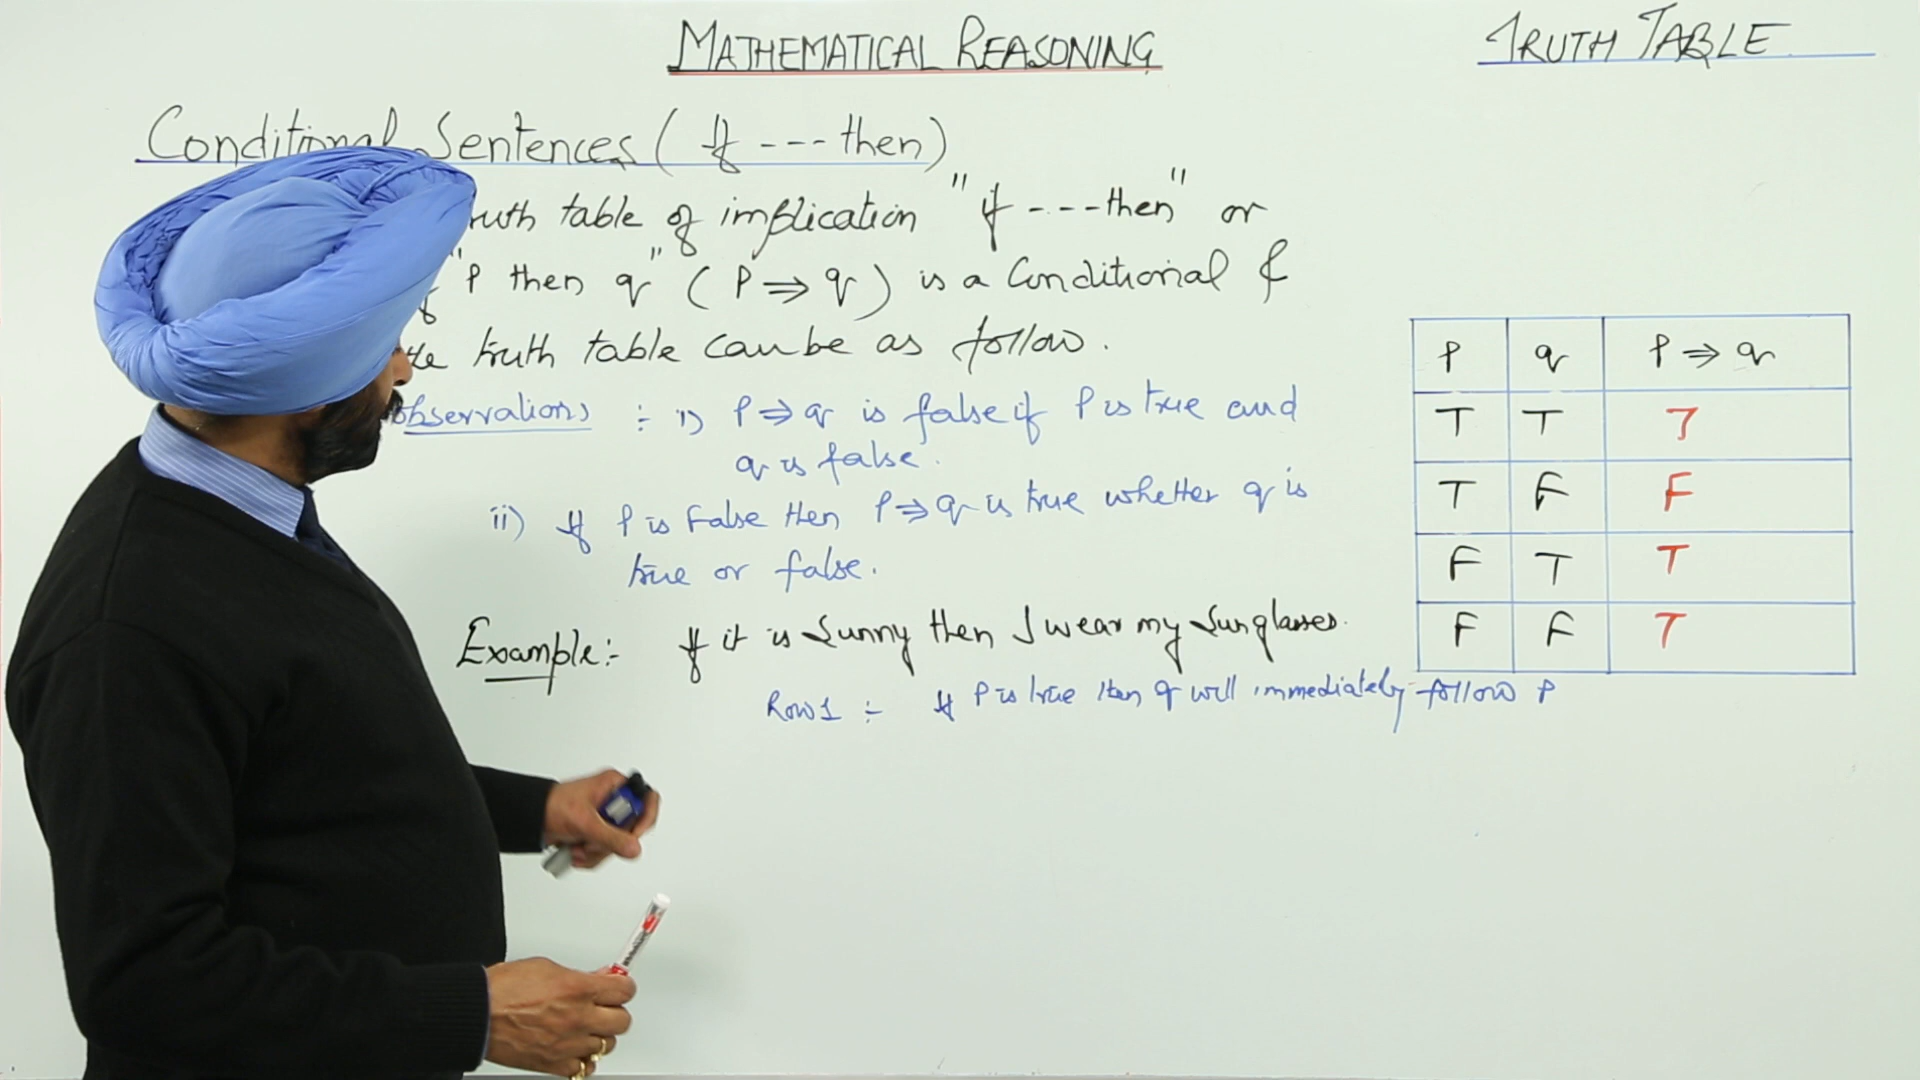 MATHEMATICAL REASONING
TRUTH TABLE
Conditional Sentences ( If --- then )
truth table of implication "if ---- then" or
"P then q" ( P ⇒ q ) is a Conditional &
the truth table can be as follow.
observations :- i) P ⇒ q is false if P is true and
q is false.
ii) If P is False then P ⇒ q is true whether q is
true or false.
Example:- If it is Sunny then I wear my Sunglasses.
Row 1 :- If P is true then q will immediately follow P
P q P ⇒ q
T T T
T F F
F T T
F F T